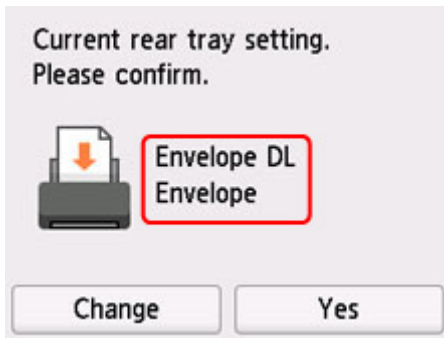 Current rear tray setting.
Please confirm.
Envelope DL
Envelope
Change
Yes